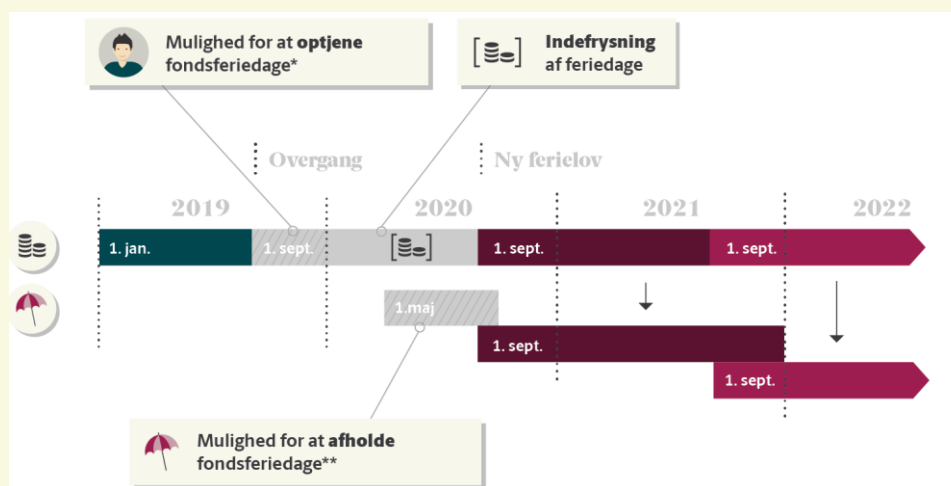 Mulighed for at optjene
fondsferiedage*
Indefrysning
af feriedage
Overgang
Ny ferielov
2019
2020
2021
2022
1. jan.
1. sept.
1. sept.
1. sept.
1.maj
1. sept.
1. sept.
Mulighed for at afholde
fondsferiedage**